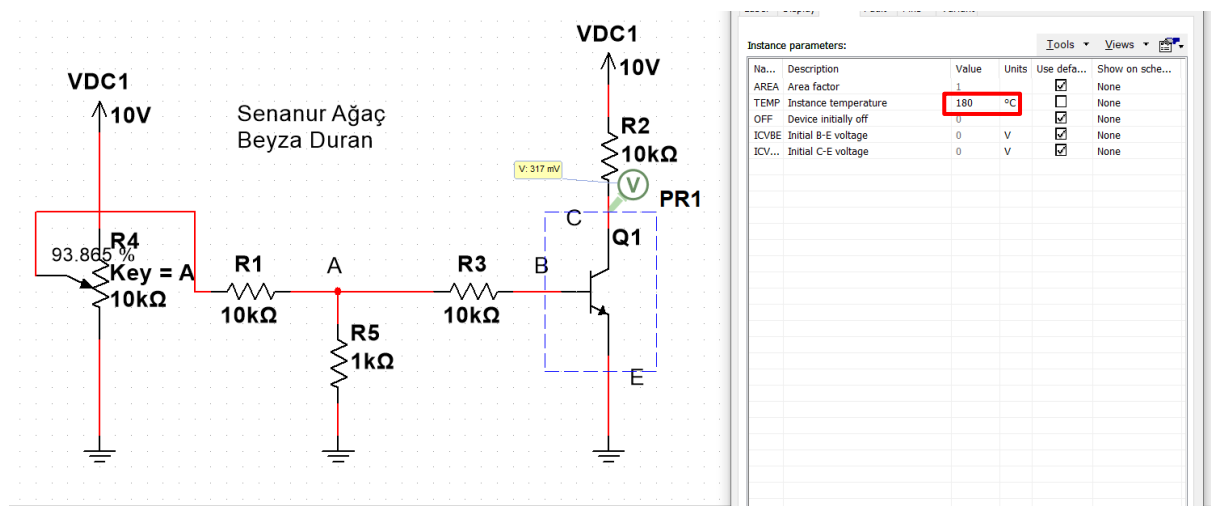 VDC1
10V
Senanur Ağaç
Beyza Duran
VDC1
10V
R2
10kΩ
V: 317 mV
V
PR1
C
Q1
R4
93.865 %
Key = A
10kΩ
R1
10kΩ
A
R3
10kΩ
B
R5
1kΩ
E
Instance parameters:
Tools
Views
Na... Description Value Units Use defa... Show on sche...
AREA Area factor 1 None
TEMP Instance temperature 180 ºC None
OFF Device initially off 0 None
ICVBE Initial B-E voltage 0 V None
ICV... Initial C-E voltage 0 V None